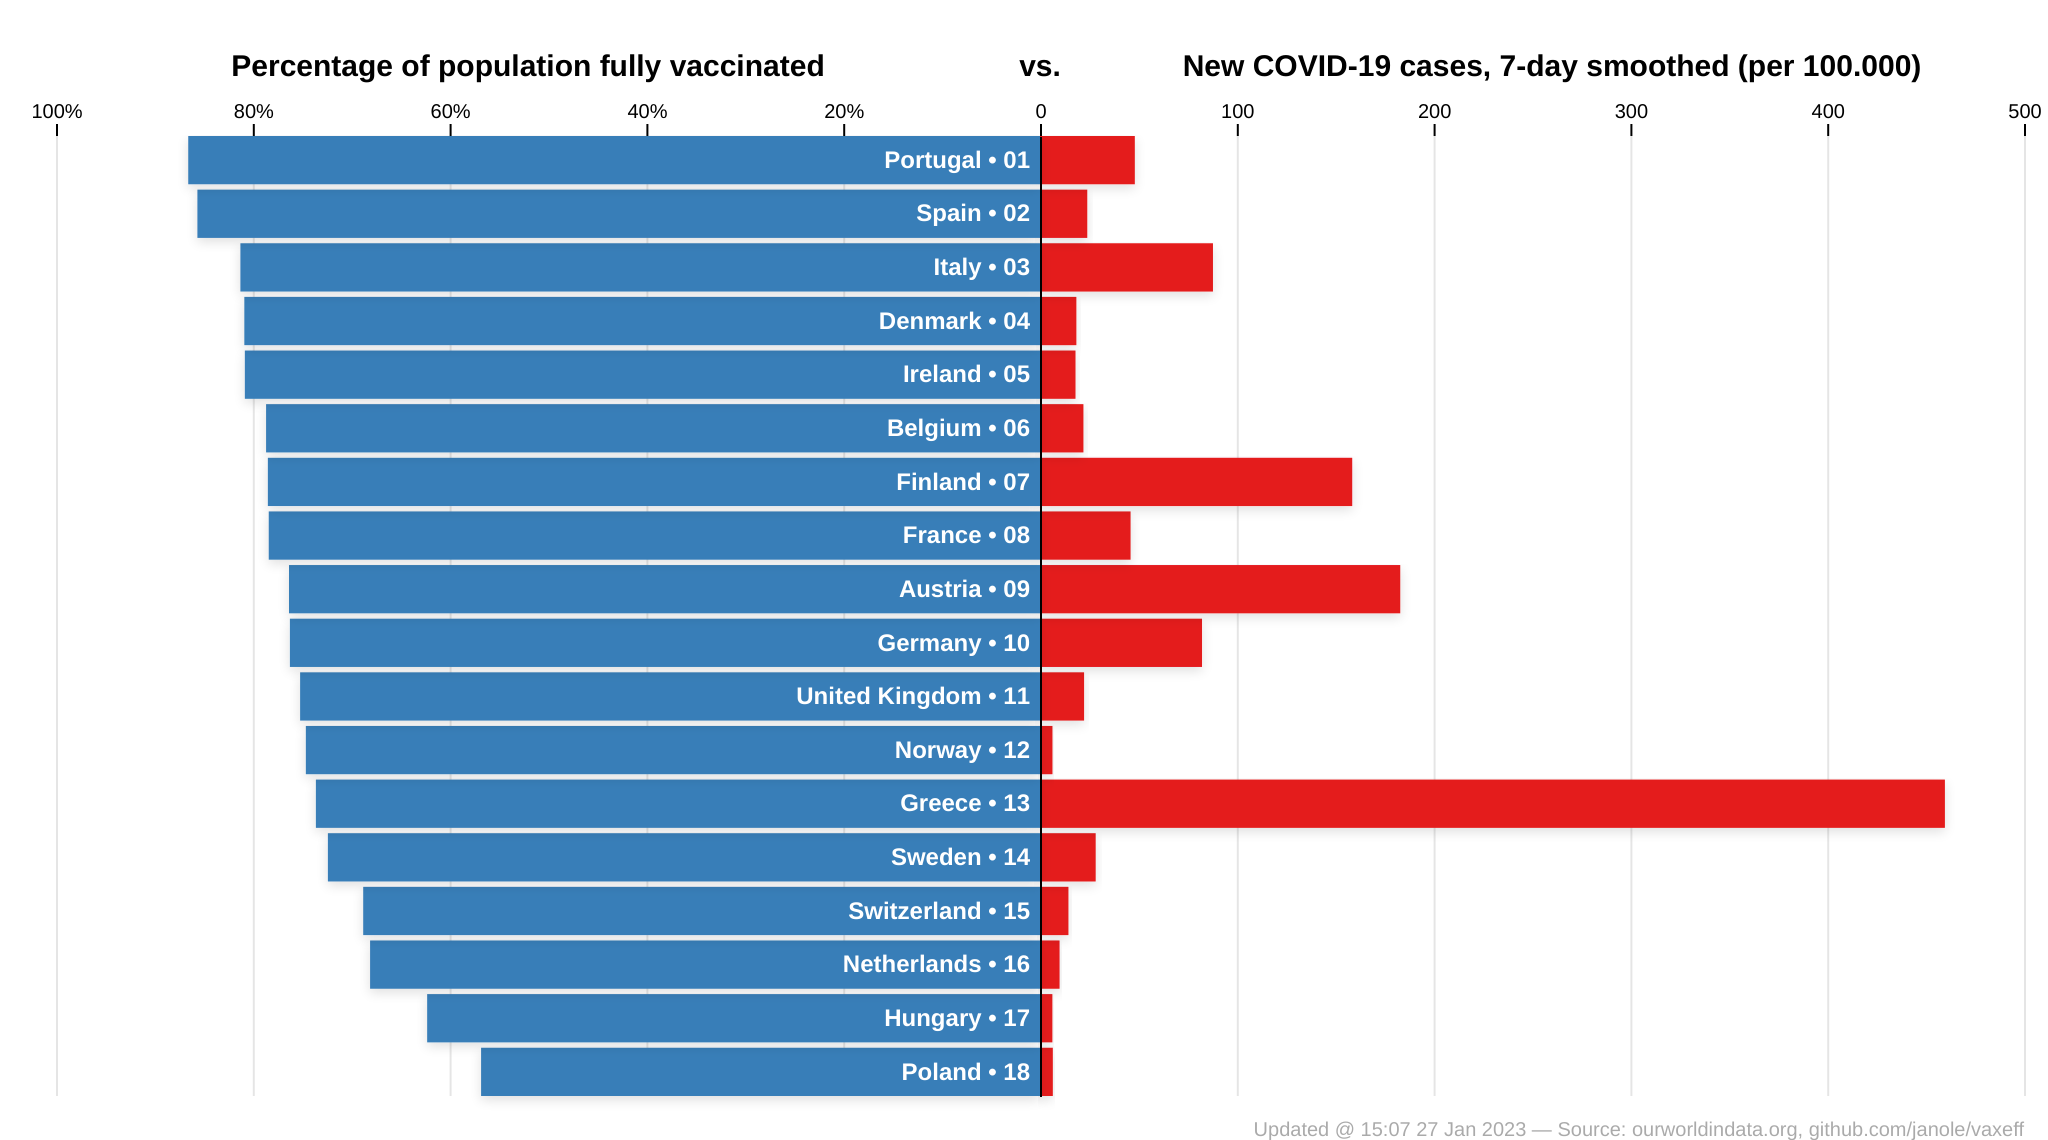 Percentage of population fully vaccinated vs. New COVID-19 cases, 7-day smoothed (per 100.000)
100% 80% 60% 40% 20% 0 100 200 300 400 500
Portugal • 01
Spain • 02
Italy • 03
Denmark • 04
Ireland • 05
Belgium • 06
Finland • 07
France • 08
Austria • 09
Germany • 10
United Kingdom • 11
Norway • 12
Greece • 13
Sweden • 14
Switzerland • 15
Netherlands • 16
Hungary • 17
Poland • 18
Updated @ 15:07 27 Jan 2023 — Source: ourworldindata.org, github.com/janole/vaxeff